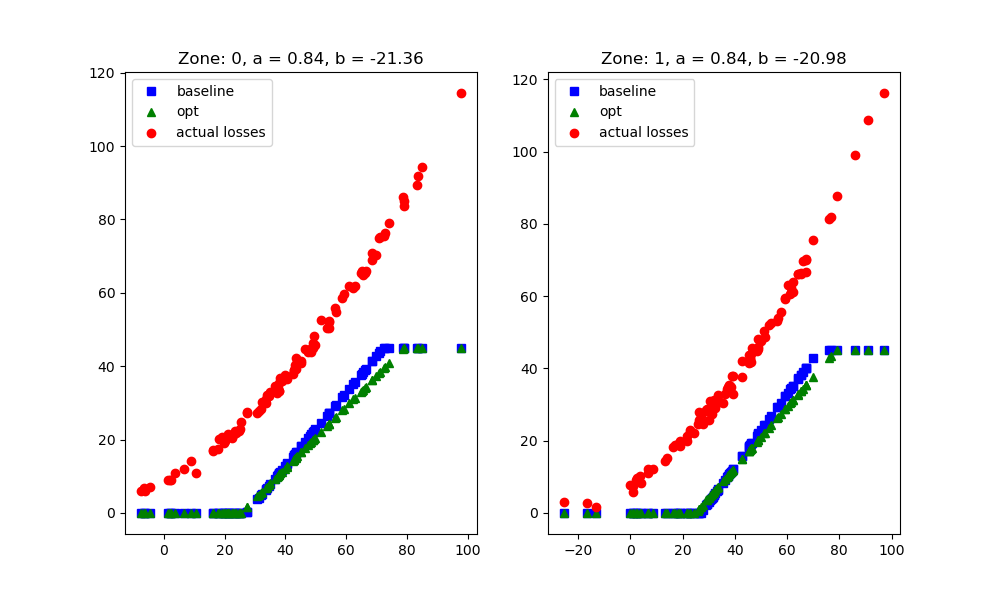 Zone: 0, a = 0.84, b = -21.36
120
100
80
60
40
20
0
0 20 40 60 80 100
baseline
opt
actual losses
Zone: 1, a = 0.84, b = -20.98
120
100
80
60
40
20
0
−20 0 20 40 60 80 100
baseline
opt
actual losses